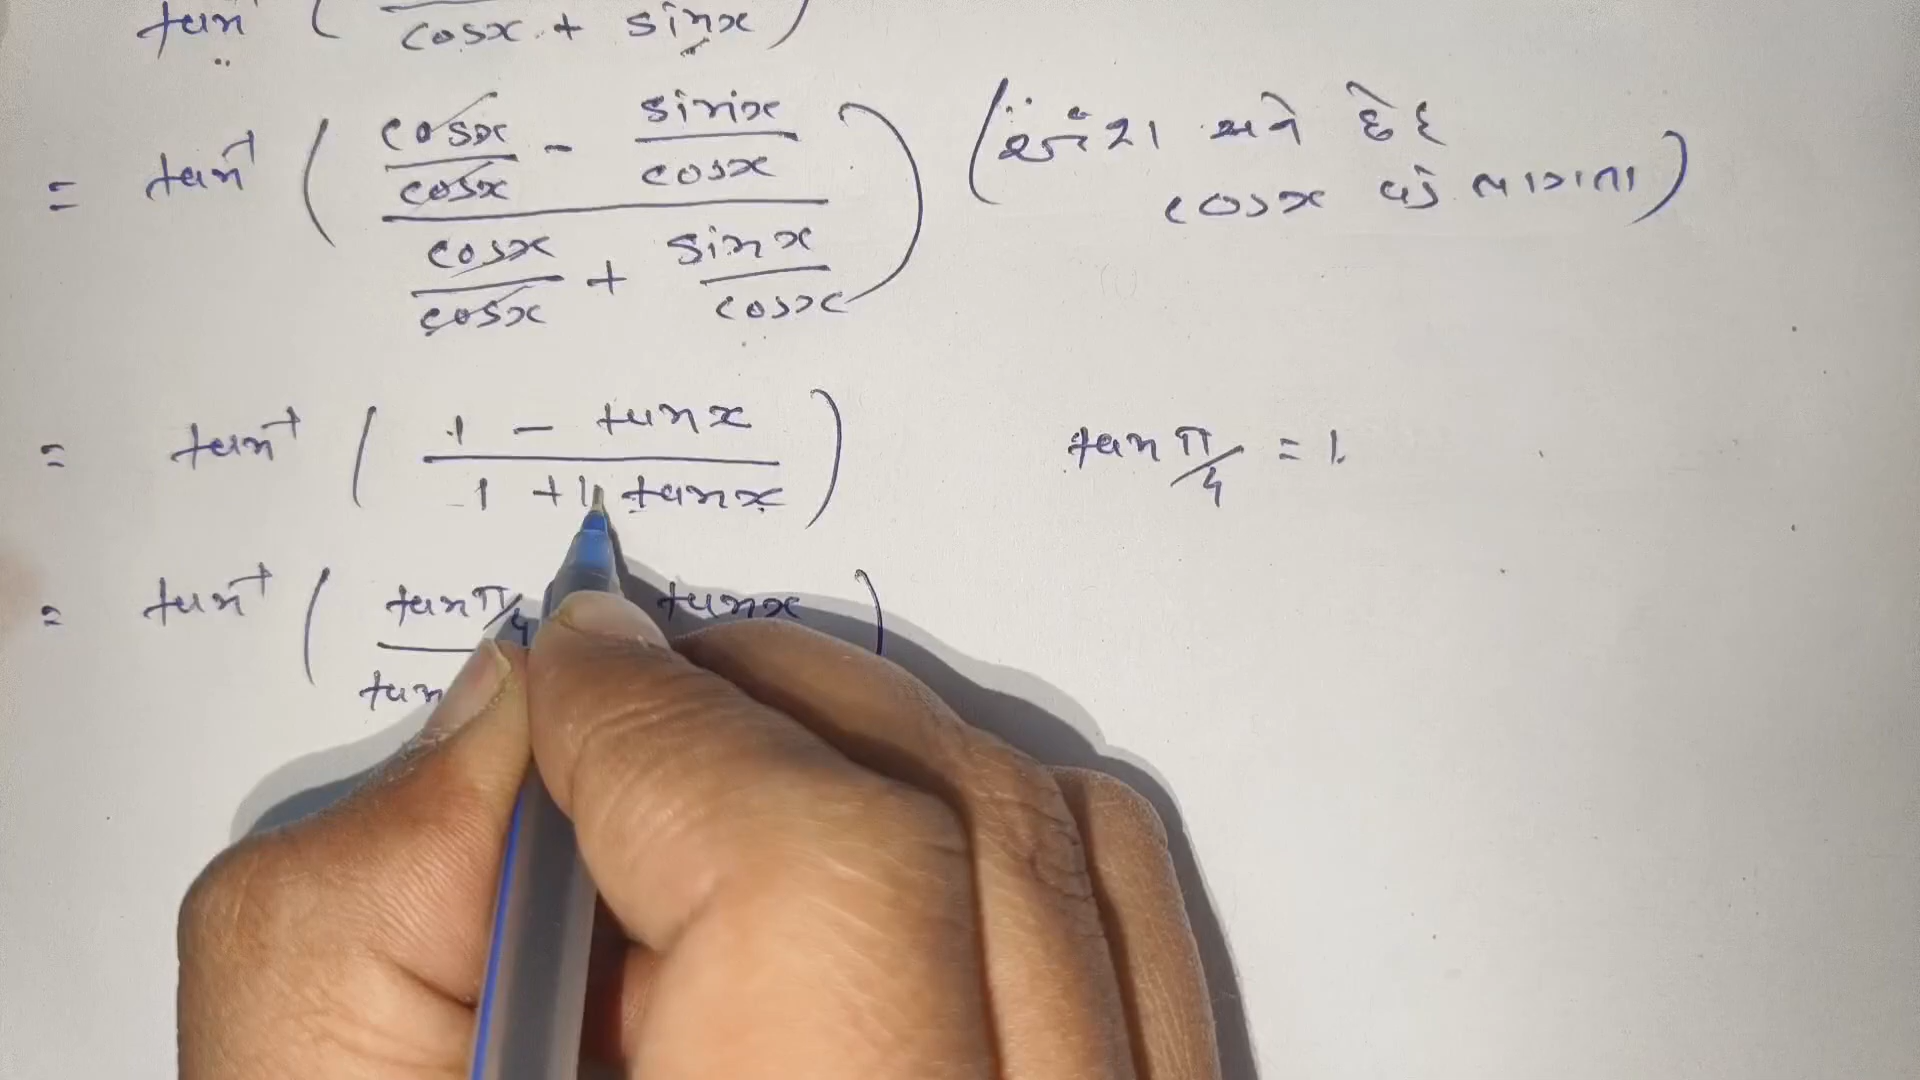 tan⁻¹ ( / cosx + sinx )
= tan⁻¹ ( (cosx/cosx - sinx/cosx) / (cosx/cosx + sinx/cosx) ) (અંશ અને છેદ
cosx વડે ભાગતા)
= tan⁻¹ ( (1 - tanx) / (1 + 1 tanx) ) tan π/4 = 1.
= tan⁻¹ ( tan π/4 tanx )
tan